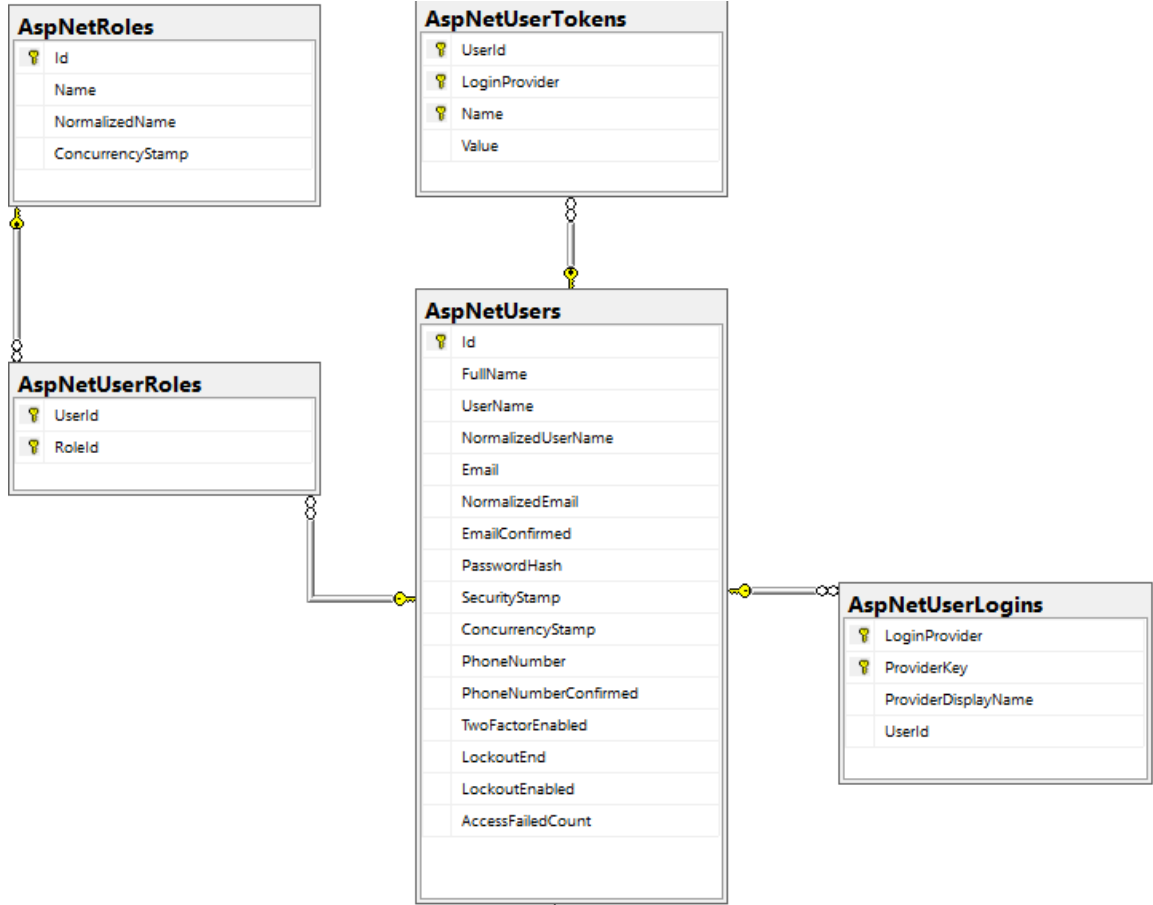 AspNetRoles
Id
Name
NormalizedName
ConcurrencyStamp
AspNetUserTokens
UserId
LoginProvider
Name
Value
AspNetUserRoles
UserId
RoleId
AspNetUsers
Id
FullName
UserName
NormalizedUserName
Email
NormalizedEmail
EmailConfirmed
PasswordHash
SecurityStamp
ConcurrencyStamp
PhoneNumber
PhoneNumberConfirmed
TwoFactorEnabled
LockoutEnd
LockoutEnabled
AccessFailedCount
AspNetUserLogins
LoginProvider
ProviderKey
ProviderDisplayName
UserId